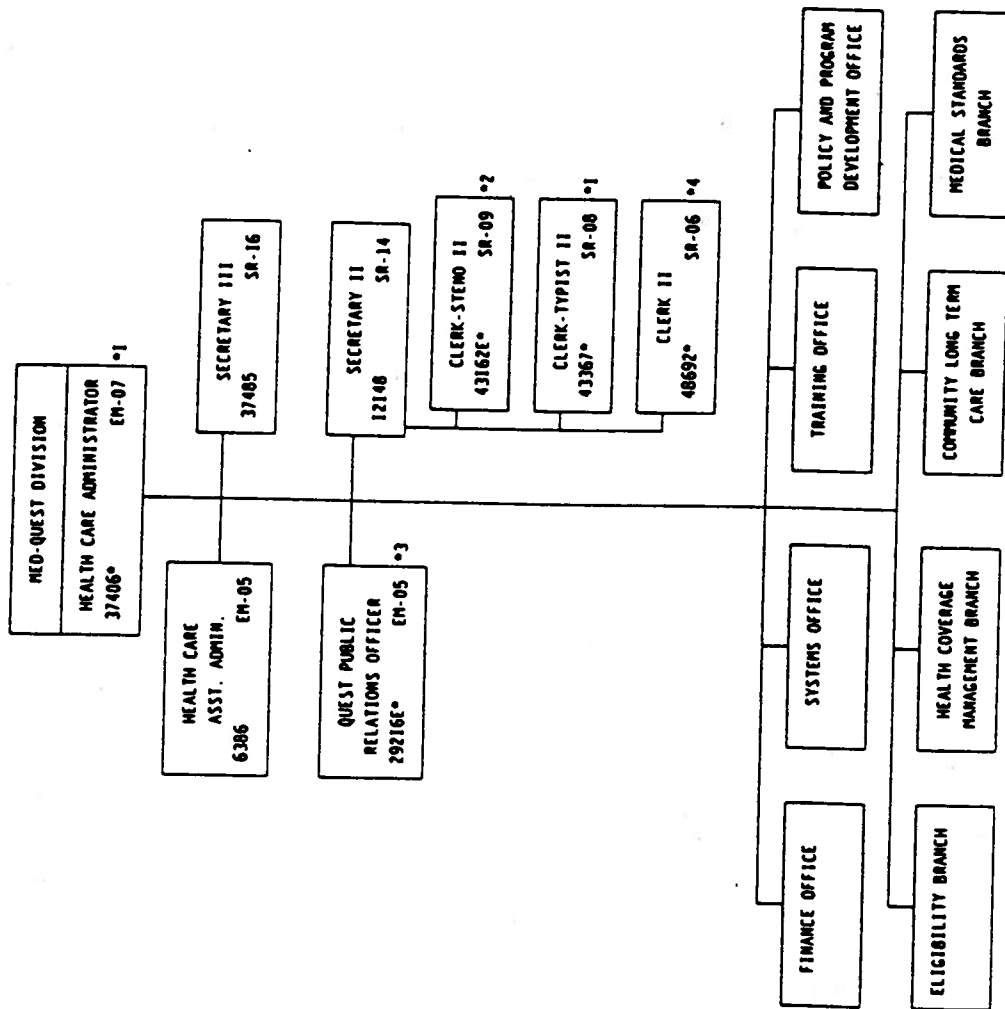 MED-QUEST DIVISION
HEALTH CARE ADMINISTRATOR
37406* EM-07 *1
HEALTH CARE
ASST. ADMIN.
6386 EM-05
SECRETARY III
37485 SR-16
QUEST PUBLIC
RELATIONS OFFICER
29216E* EM-05 *3
SECRETARY II
12148 SR-14
CLERK-STENO II
43162E* SR-09 *2
CLERK-TYPIST II
43367* SR-08 *1
CLERK II
48692* SR-06 *4
FINANCE OFFICE
SYSTEMS OFFICE
TRAINING OFFICE
POLICY AND PROGRAM
DEVELOPMENT OFFICE
ELIGIBILITY BRANCH
HEALTH COVERAGE
MANAGEMENT BRANCH
COMMUNITY LONG TERM
CARE BRANCH
MEDICAL STANDARDS
BRANCH